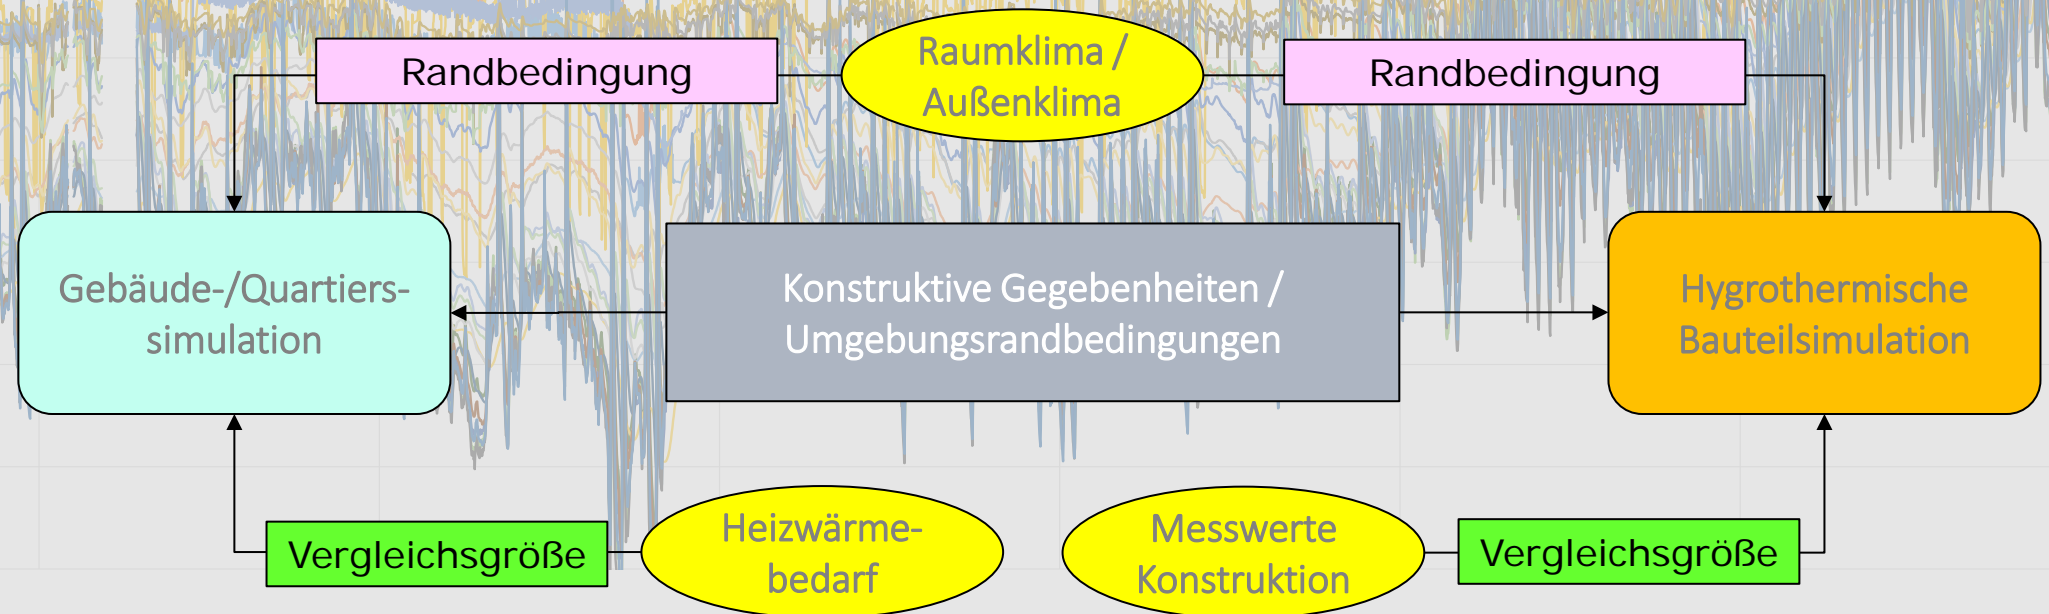 Randbedingung
Raumklima /
Außenklima
Randbedingung
Gebäude-/Quartiers-
simulation
Konstruktive Gegebenheiten /
Umgebungsrandbedingungen
Hygrothermische
Bauteilsimulation
Vergleichsgröße
Heizwärme-
bedarf
Messwerte
Konstruktion
Vergleichsgröße